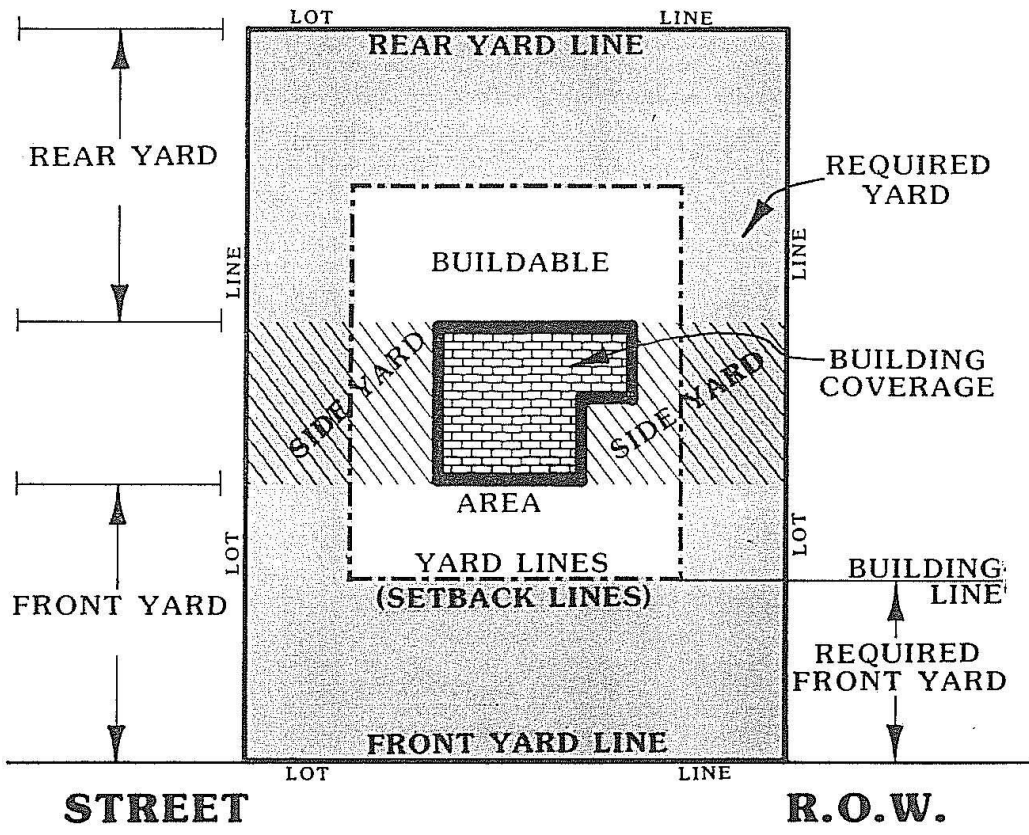 LOT LINE
REAR YARD LINE
REAR YARD
REQUIRED
YARD
LINE
LINE
BUILDABLE
SIDE YARD
SIDE YARD
BUILDING
COVERAGE
AREA
LOT
LOT
YARD LINES
(SETBACK LINES)
BUILDING
LINE
FRONT YARD
REQUIRED
FRONT YARD
FRONT YARD LINE
LOT LINE
STREET R.O.W.